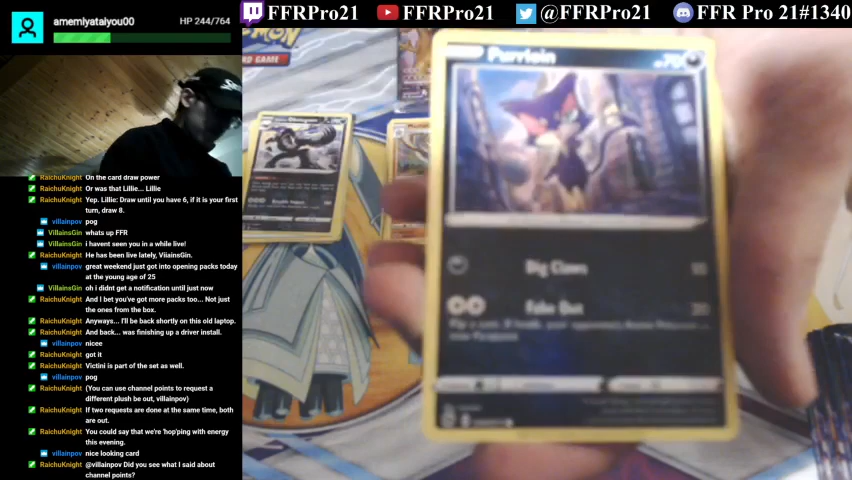 amemiyataiyou00
HP 244/764
FFRPro21
FFRPro21
@FFRPro21
FFR Pro 21#1340
RaichuKnight On the card draw power
RaichuKnight Or was that Lillie... Lillie
RaichuKnight Yep. Lillie: Draw until you have 6, if it is your first
turn, draw 8.
villainpov pog
VillainsGin whats up FFR
VillainsGin i havent seen you in a while live!
RaichuKnight He has been live lately, ViiainsGin.
villainpov great weekend just got into opening packs today
at the young age of 25
VillainsGin oh i didnt get a notification until just now
RaichuKnight And I bet you've got more packs too... Not just
the ones from the box.
RaichuKnight Anyways... I'll be back shortly on this old laptop.
RaichuKnight And back... was finishing up a driver install.
villainpov nicee
RaichuKnight got it
RaichuKnight Victini is part of the set as well.
villainpov pog
RaichuKnight (You can use channel points to request a
different plush be out, villainpov)
RaichuKnight If two requests are done at the same time, both
are out.
RaichuKnight You could say that we're 'hop'ping with energy
this evening.
villainpov nice looking card
RaichuKnight @villainpov Did you see what I said about
channel points?
CARD GAME
Purrloin
70
Dig Claws
Fake Out
20